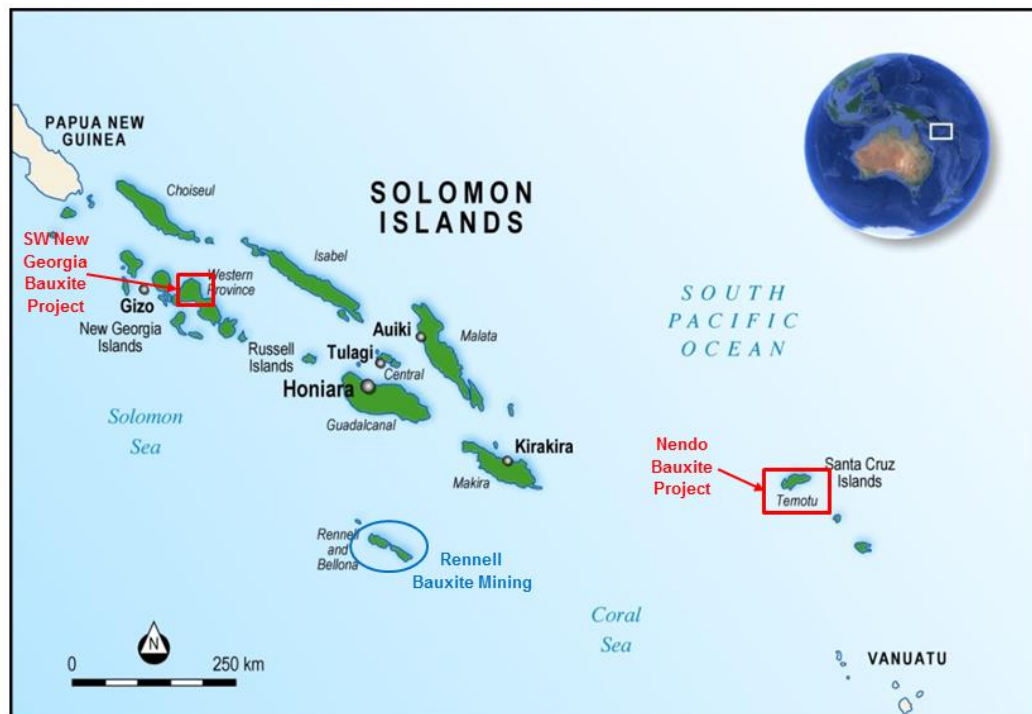 PAPUA NEW
GUINEA
Choiseul
SOLOMON
ISLANDS
SW New
Georgia
Bauxite
Project
Western
Province
Isabel
Gizo
New Georgia
Islands
Russell
Islands
Auiki
Malata
Tulagi
Central
Honiara
Guadalcanal
SOUTH
PACIFIC
OCEAN
Solomon
Sea
Kirakira
Makira
Nendo
Bauxite
Project
Santa Cruz
Islands
Temotu
Rennell
and
Bellona
Rennell
Bauxite Mining
Coral
Sea
N
0 250 km
VANUATU